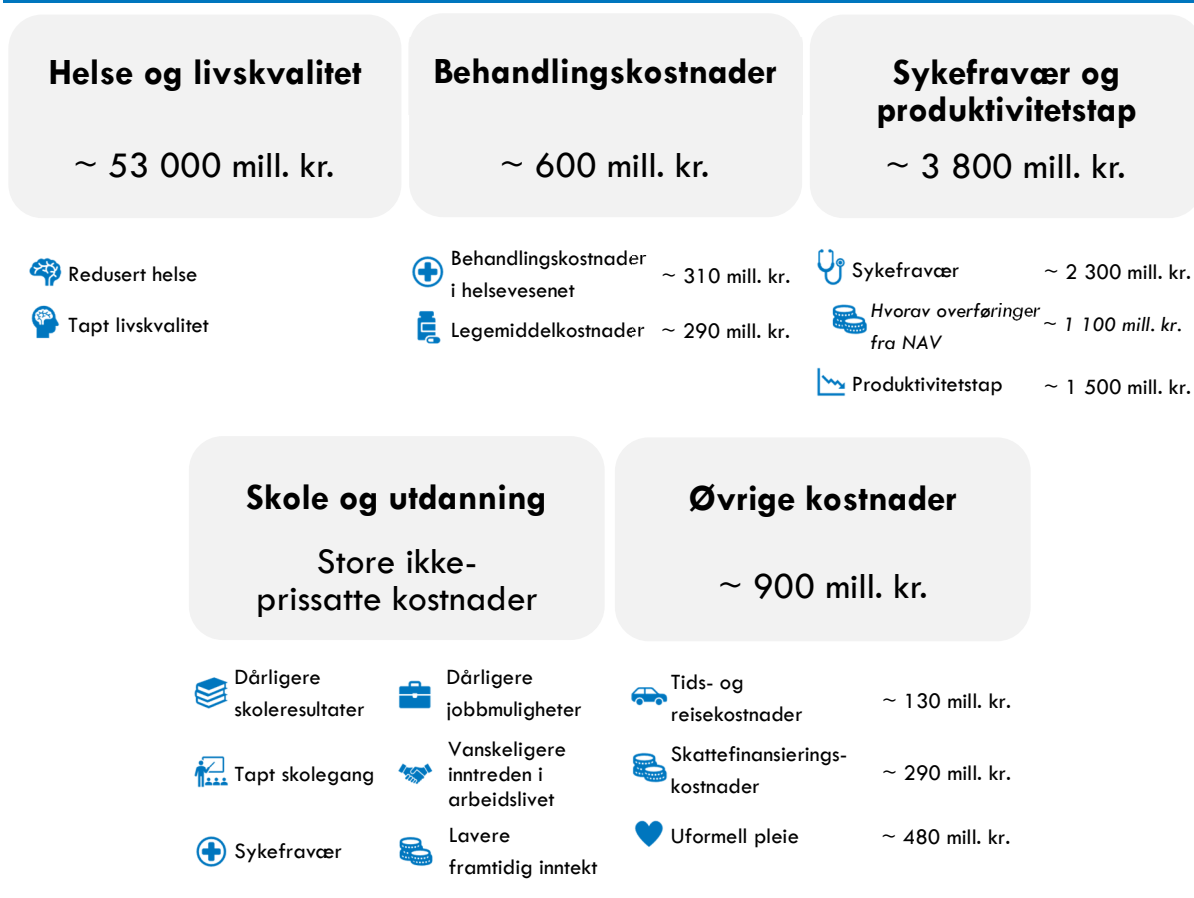 Helse og livskvalitet
~ 53 000 mill. kr.
Redusert helse
Tapt livskvalitet
Behandlingskostnader
~ 600 mill. kr.
Behandlingskostnader
i helsevesenet
~ 310 mill. kr.
Legemiddelkostnader
~ 290 mill. kr.
Sykefravær og
produktivitetstap
~ 3 800 mill. kr.
Sykefravær
~ 2 300 mill. kr.
Hvorav overføringer
fra NAV
~ 1 100 mill. kr.
Produktivitetstap
~ 1 500 mill. kr.
Skole og utdanning
Store ikke-
prissatte kostnader
Dårligere
skoleresultater
Dårligere
jobbmuligheter
Tapt skolegang
Vanskeligere
inntreden i
arbeidslivet
Sykefravær
Lavere
framtidig inntekt
Øvrige kostnader
~ 900 mill. kr.
Tids- og
reisekostnader
~ 130 mill. kr.
Skattefinansierings-
kostnader
~ 290 mill. kr.
Uformell pleie
~ 480 mill. kr.